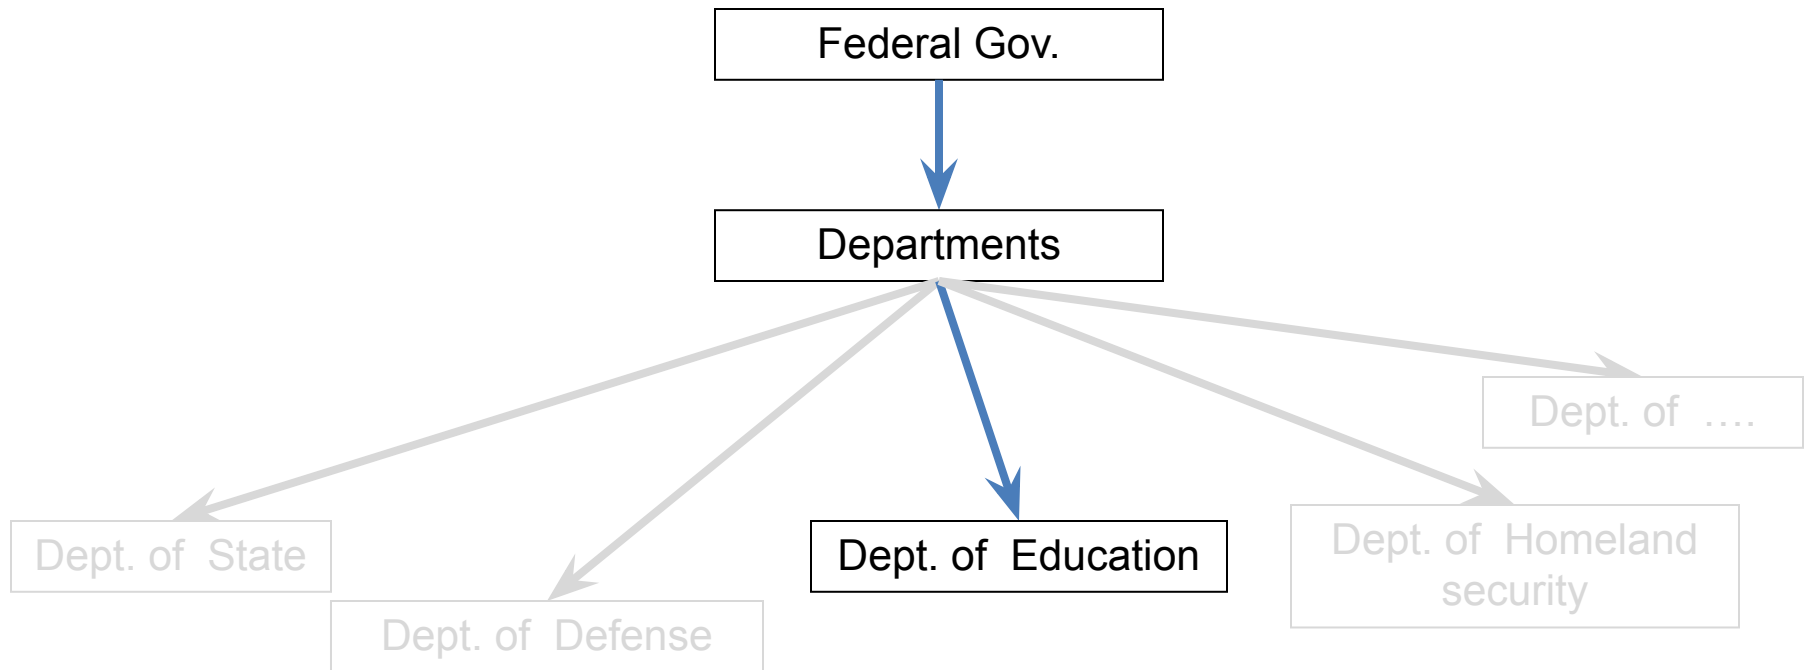 Federal Gov.
Departments
Dept. of  ….
Dept. of  State
Dept. of  Education
Dept. of  Homeland
security
Dept. of  Defense